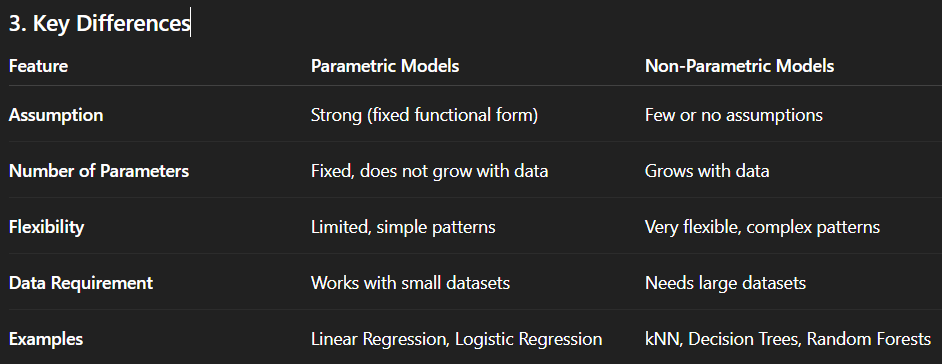 3. Key Differences
Feature Parametric Models Non-Parametric Models
Assumption Strong (fixed functional form) Few or no assumptions
Number of Parameters Fixed, does not grow with data Grows with data
Flexibility Limited, simple patterns Very flexible, complex patterns
Data Requirement Works with small datasets Needs large datasets
Examples Linear Regression, Logistic Regression kNN, Decision Trees, Random Forests